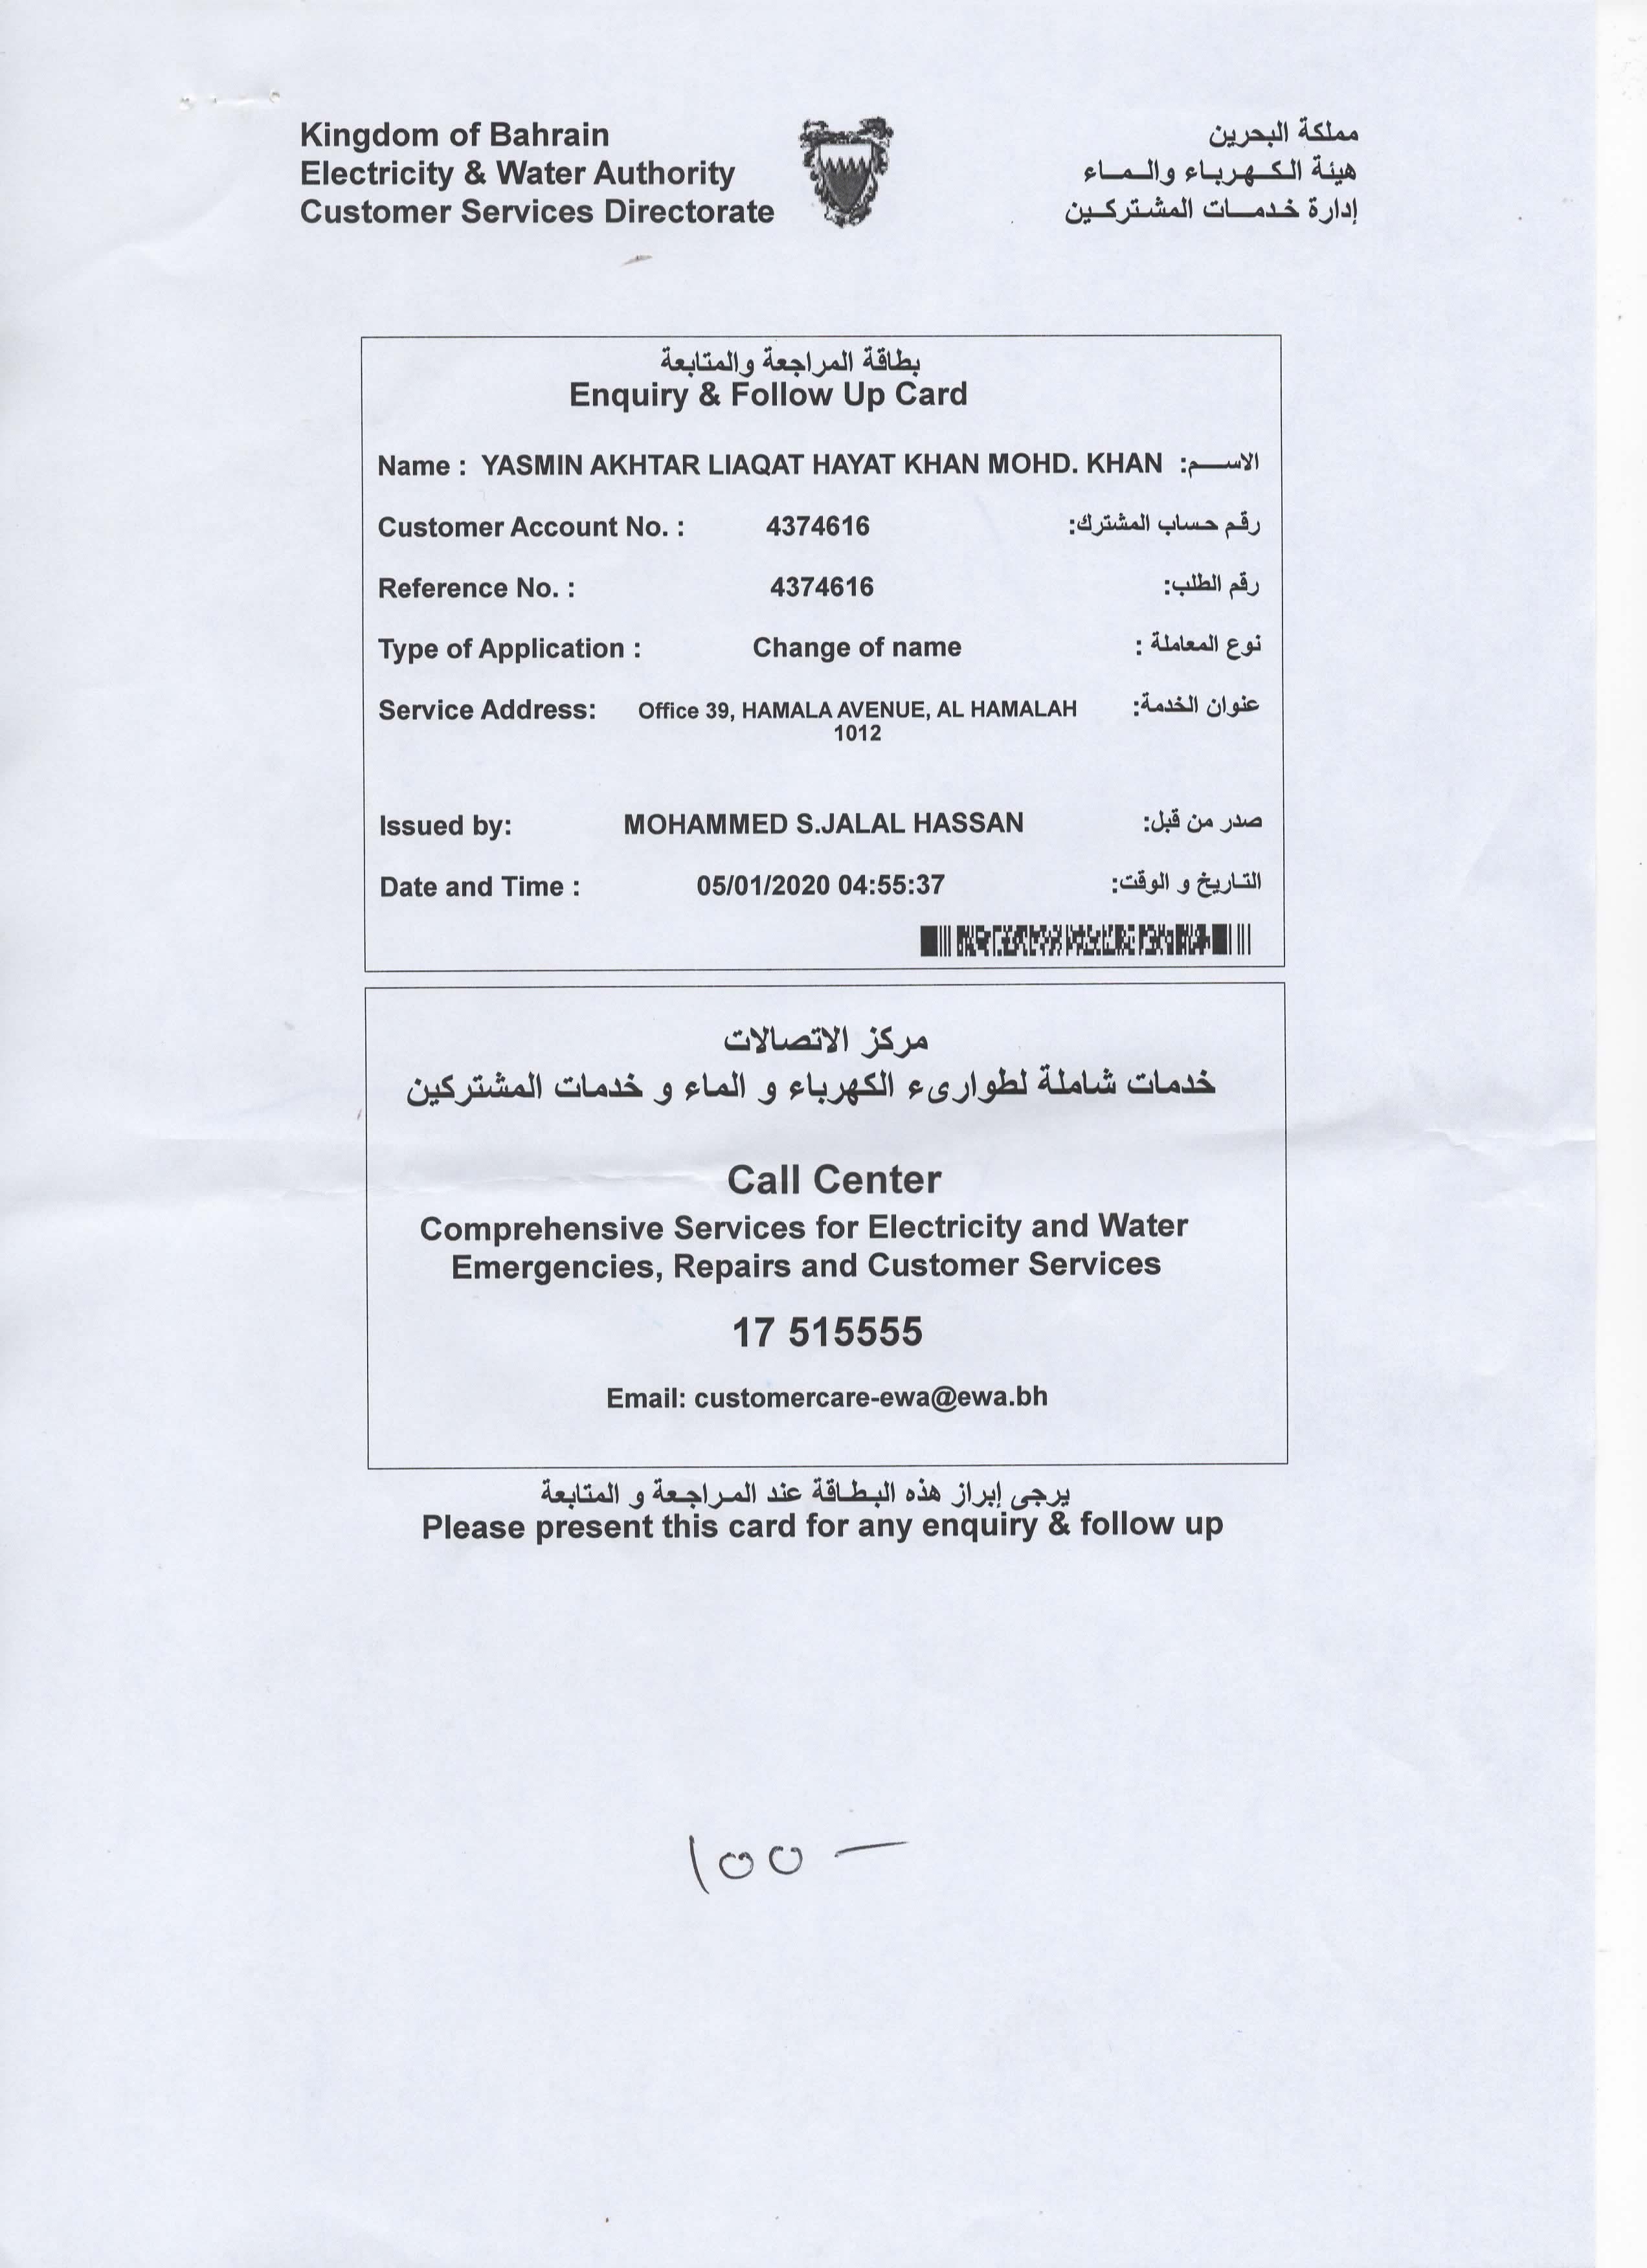 Kingdom of Bahrain
Electricity & Water Authority
Customer Services Directorate
مملكة البحرين
هيئة الكهرباء والماء
إدارة خدمات المشتركين
بطاقة المراجعة والمتابعة
Enquiry & Follow Up Card
Name : YASMIN AKHTAR LIAQAT HAYAT KHAN MOHD. KHAN الاسم:
Customer Account No. : 4374616 رقم حساب المشترك:
Reference No. : 4374616 رقم الطلب:
Type of Application : Change of name نوع المعاملة :
Service Address: Office 39, HAMALA AVENUE, AL HAMALAH عنوان الخدمة:
1012
Issued by: MOHAMMED S.JALAL HASSAN صدر من قبل:
Date and Time : 05/01/2020 04:55:37 التاريخ و الوقت:
مركز الاتصالات
خدمات شاملة لطوارىء الكهرباء و الماء و خدمات المشتركين
Call Center
Comprehensive Services for Electricity and Water
Emergencies, Repairs and Customer Services
17 515555
Email: customercare-ewa@ewa.bh
يرجى إبراز هذه البطاقة عند المراجعة و المتابعة
Please present this card for any enquiry & follow up
100 —